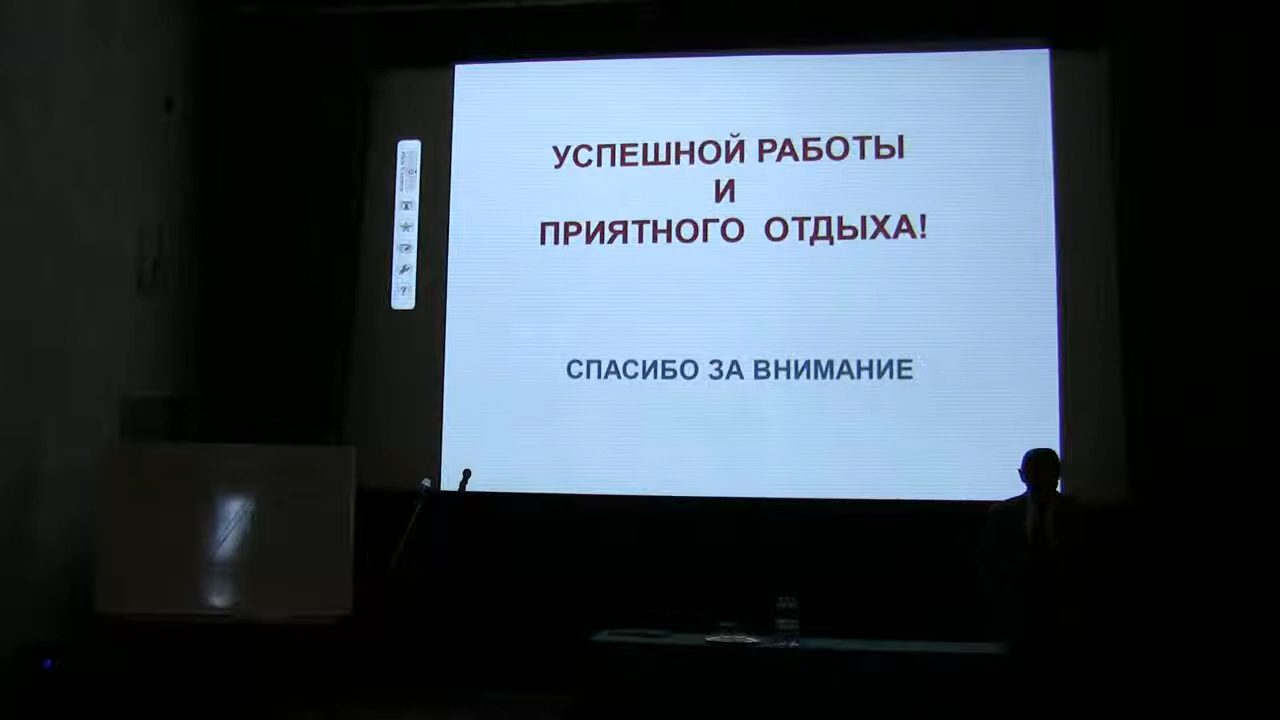 УСПЕШНОЙ РАБОТЫ
И
ПРИЯТНОГО ОТДЫХА!
СПАСИБО ЗА ВНИМАНИЕ
?